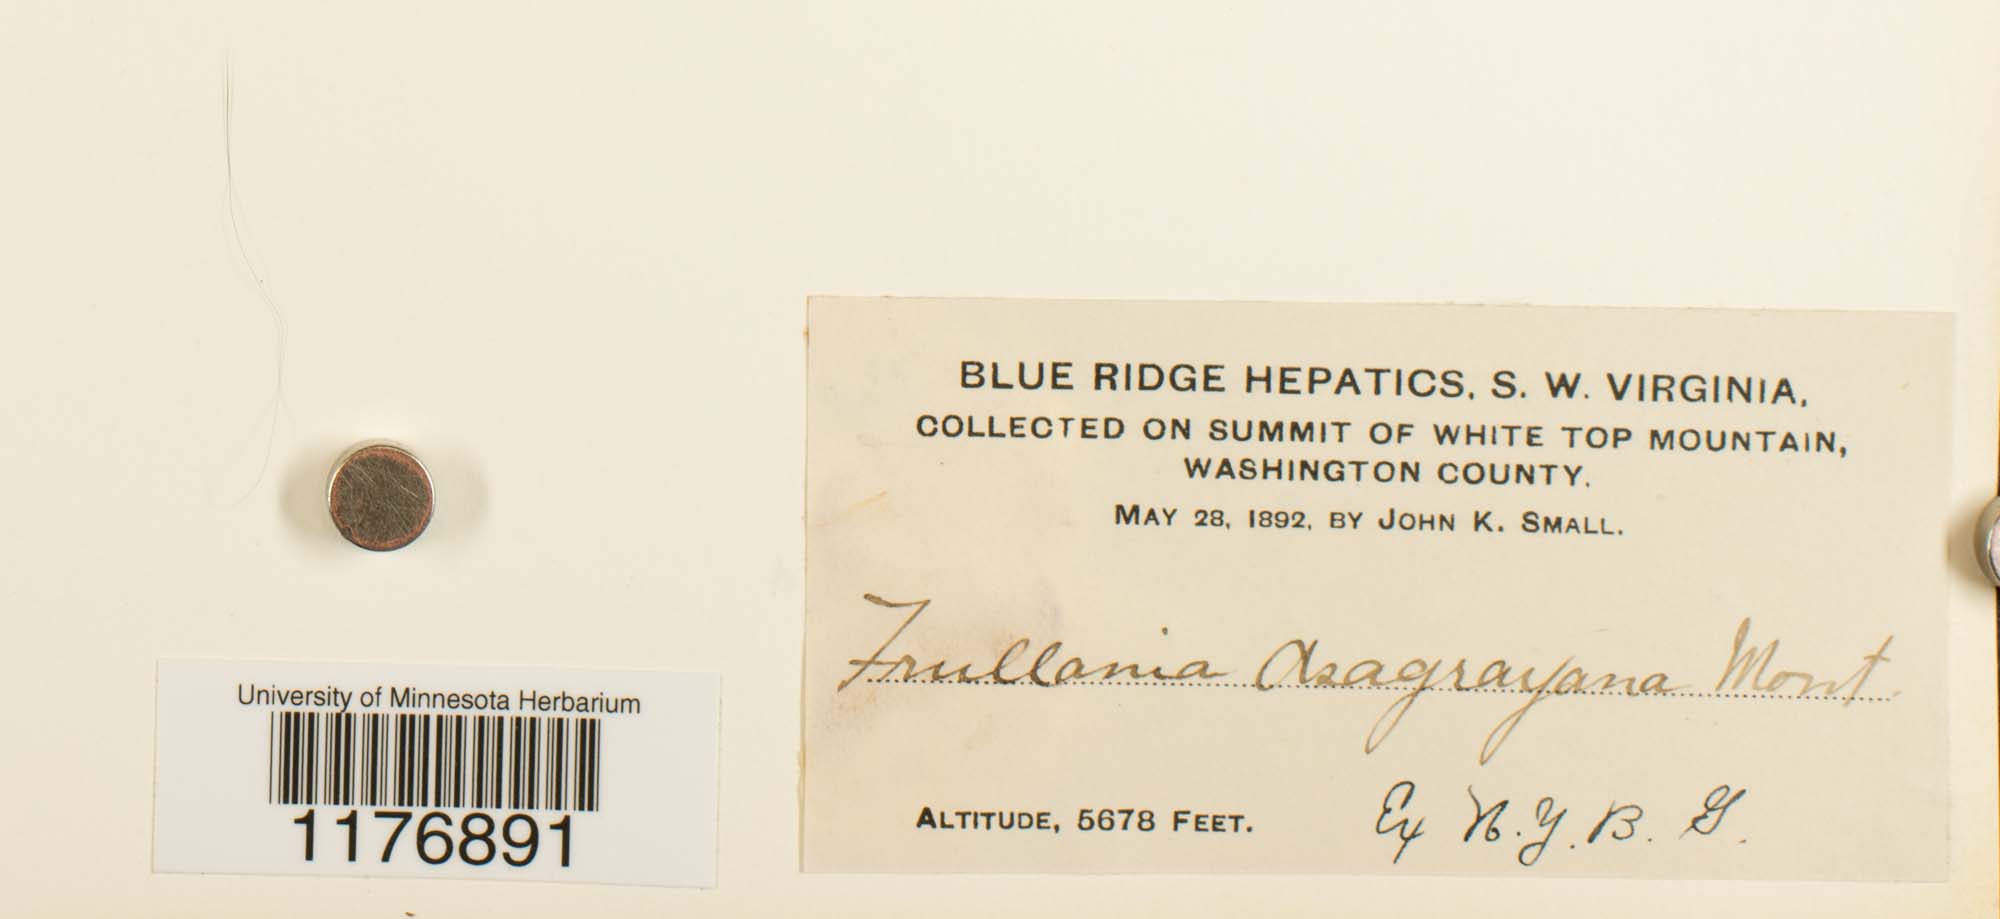 BLUE RIDGE HEPATICS, S. W. VIRGINIA,
COLLECTED ON SUMMIT OF WHITE TOP MOUNTAIN,
WASHINGTON COUNTY.
MAY 28, 1892, BY JOHN K. SMALL.
Frullania Asagrayana Mont.
ALTITUDE, 5678 FEET.
Ex N. Y. B. G.
University of Minnesota Herbarium
1176891